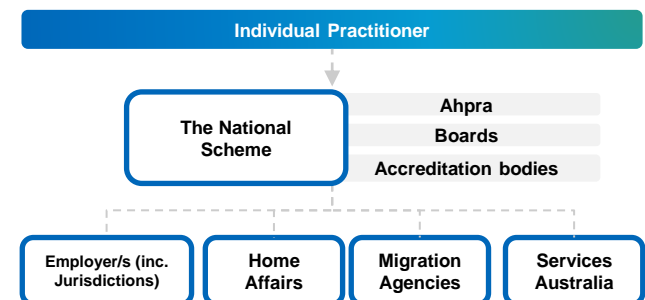 Individual Practitioner
The National
Scheme
Ahpra
Boards
Accreditation bodies
Employer/s (inc.
Jurisdictions)
Home
Affairs
Migration
Agencies
Services
Australia